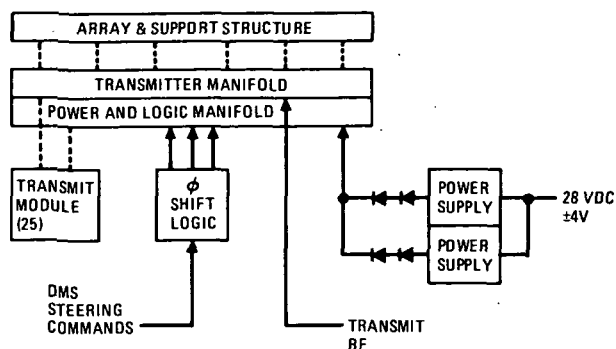 ARRAY & SUPPORT STRUCTURE
TRANSMITTER MANIFOLD
POWER AND LOGIC MANIFOLD
TRANSMIT
MODULE
(25)
ϕ
SHIFT
LOGIC
POWER
SUPPLY
POWER
SUPPLY
28 VDC
±4V
DMS
STEERING
COMMANDS
TRANSMIT
RF